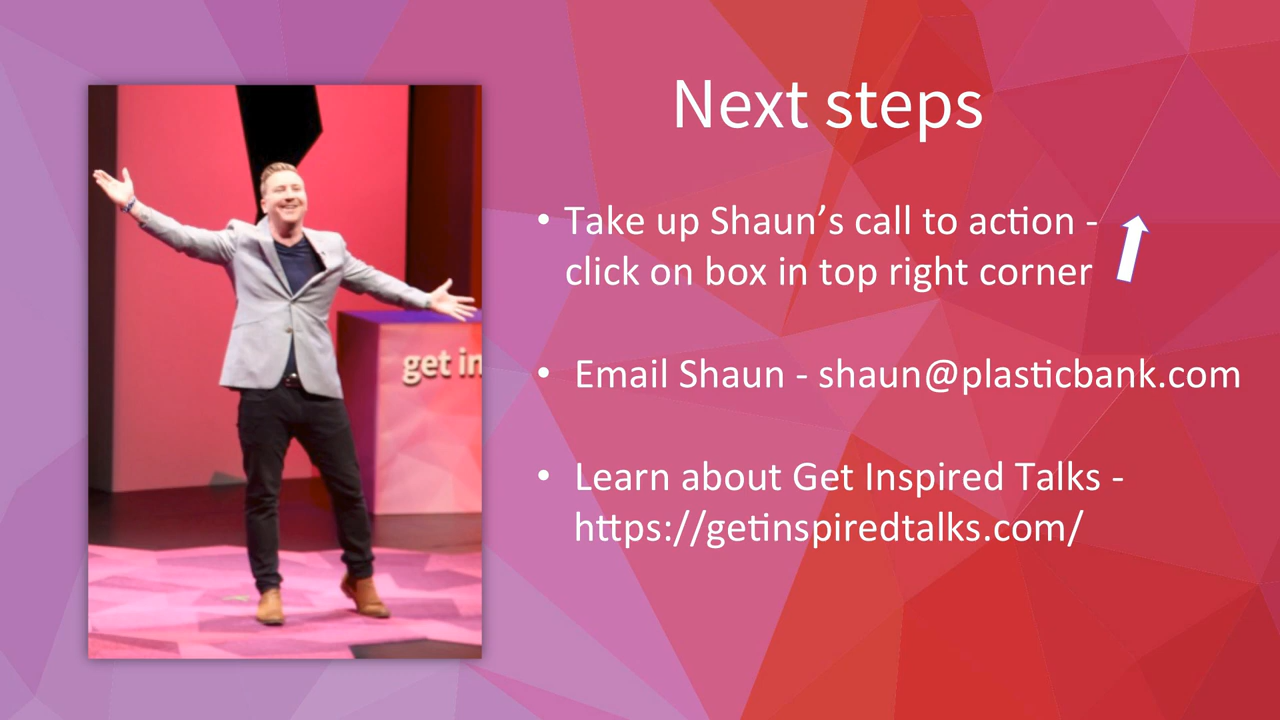 Next steps
• Take up Shaun’s call to action -
click on box in top right corner
• Email Shaun - shaun@plasticbank.com
• Learn about Get Inspired Talks -
https://getinspiredtalks.com/
get in